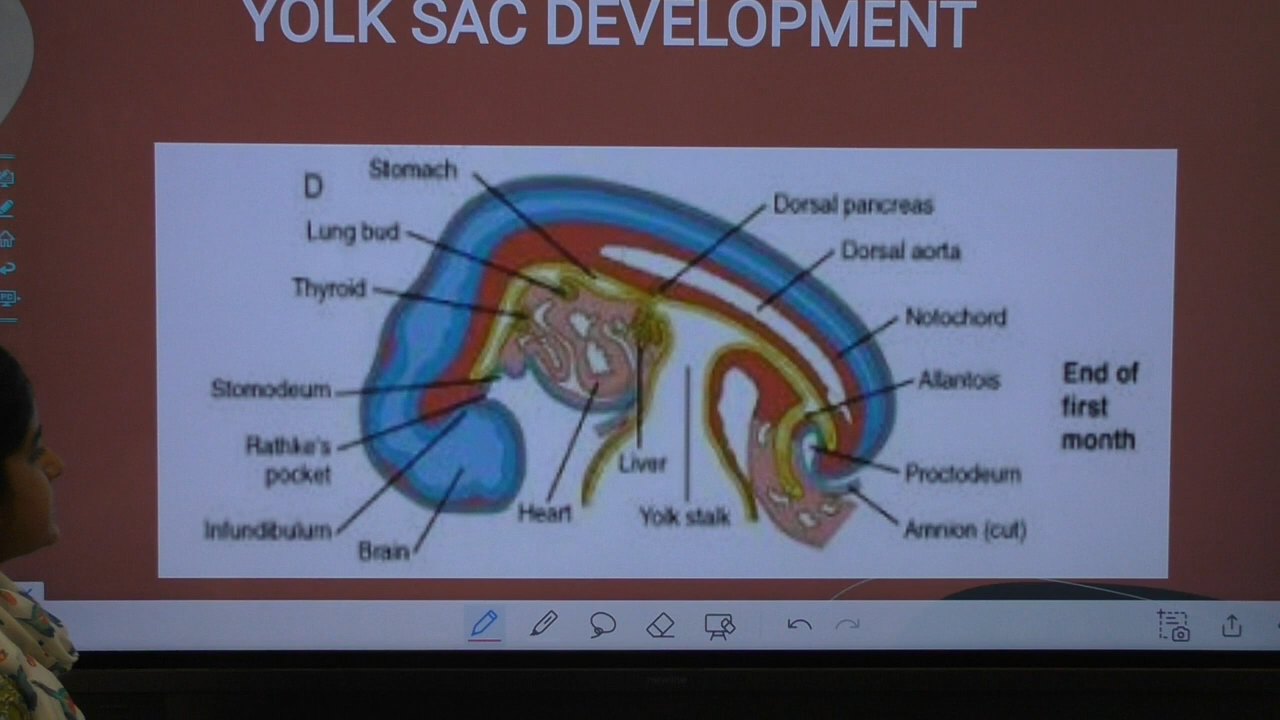 YOLK SAC DEVELOPMENT
D
Stomach
Lung bud
Thyroid
Stomodeum
Rathke's
pocket
Infundibulum
Brain
Heart
Liver
Yolk stalk
Dorsal pancreas
Dorsal aorta
Notochord
Allantois
Proctodeum
Amnion (cut)
End of
first
month